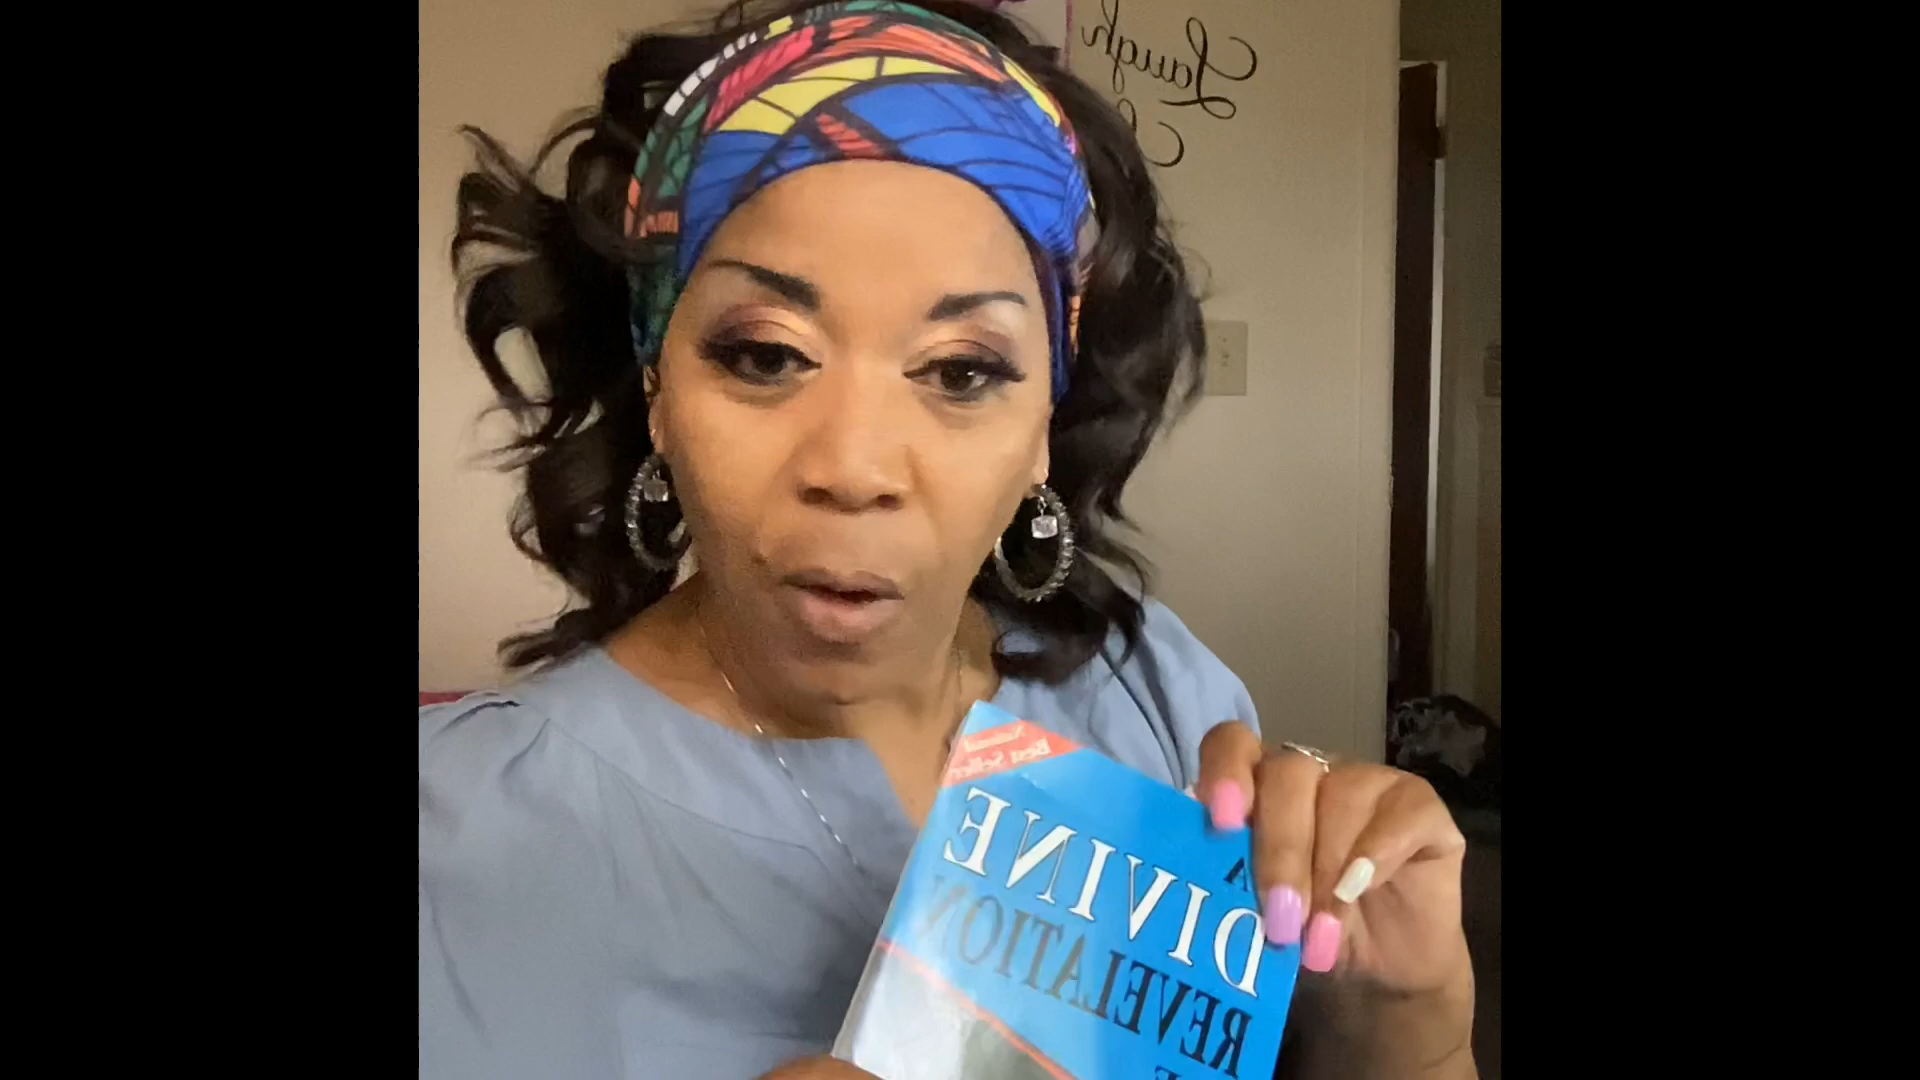 Laugh
National
Best Seller
A
DIVINE
REVELATION